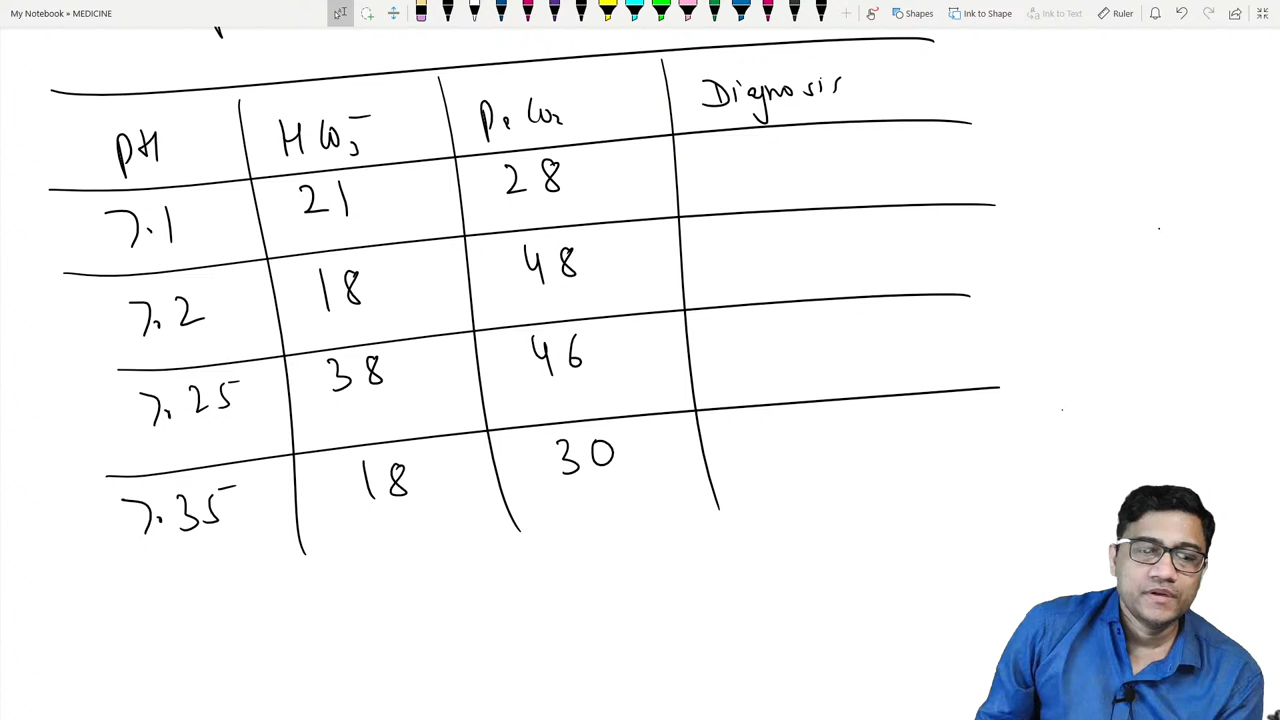 My Notebook » MEDICINE
Shapes Ink to Shape Ink to Text Ruler
pH HCO3- PaCO2 Diagnosis
7.1 21 28
7.2 18 48
7.25 38 46
7.35 18 30